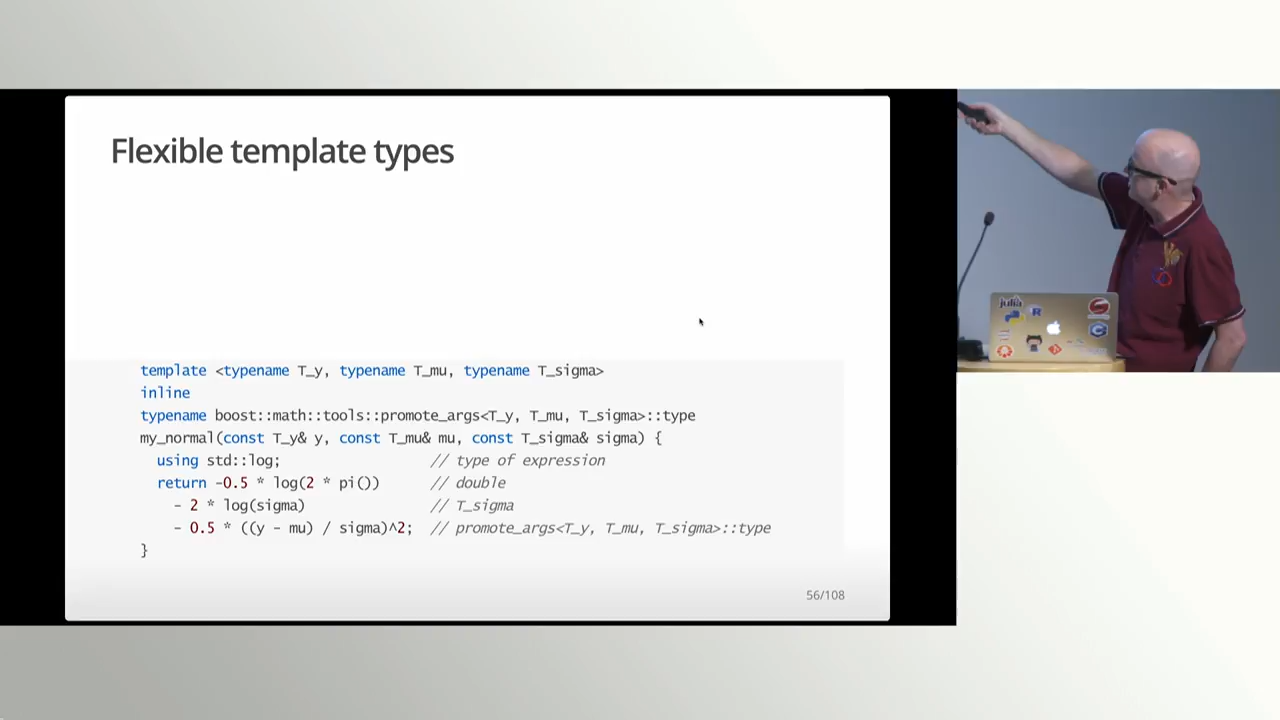 Flexible template types
template <typename T_y, typename T_mu, typename T_sigma>
inline
typename boost::math::tools::promote_args<T_y, T_mu, T_sigma>::type
my_normal(const T_y& y, const T_mu& mu, const T_sigma& sigma) {
using std::log; // type of expression
return -0.5 * log(2 * pi()) // double
- 2 * log(sigma) // T_sigma
- 0.5 * ((y - mu) / sigma)^2; // promote_args<T_y, T_mu, T_sigma>::type
}
56/108
julia
R
C